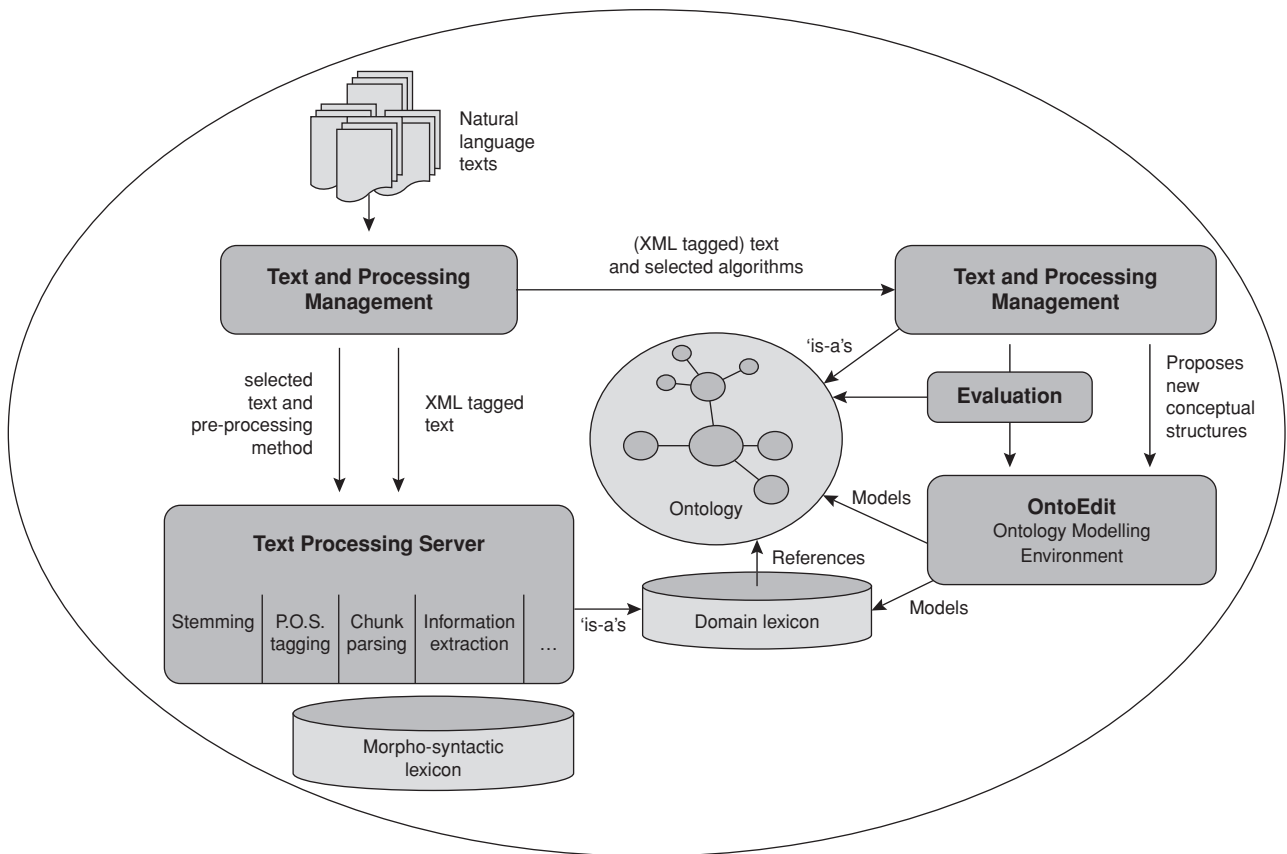 Natural
language
texts
(XML tagged) text
and selected algorithms
Text and Processing
Management
Text and Processing
Management
'is-a's
selected
text and
pre-processing
method
XML tagged
text
Evaluation
Proposes
new
conceptual
structures
Ontology
Models
OntoEdit
Ontology Modelling
Environment
Text Processing Server
References
Models
Stemming
P.O.S.
tagging
Chunk
parsing
Information
extraction
...
'is-a's
Domain lexicon
Morpho-syntactic
lexicon